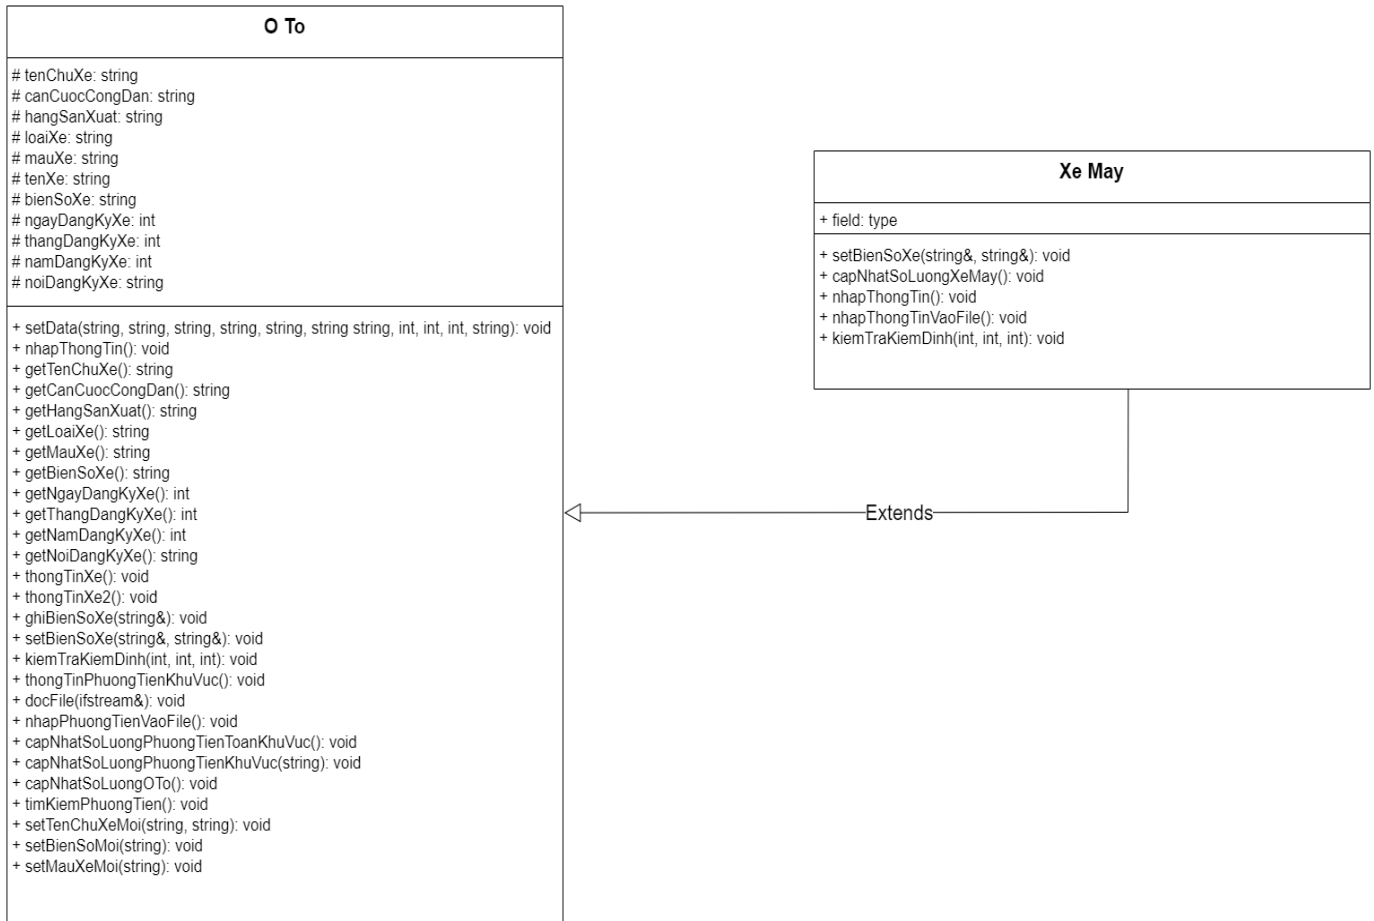 O To
# tenChuXe: string
# canCuocCongDan: string
# hangSanXuat: string
# loaiXe: string
# mauXe: string
# tenXe: string
# bienSoXe: string
# ngayDangKyXe: int
# thangDangKyXe: int
# namDangKyXe: int
# noiDangKyXe: string
+ setData(string, string, string, string, string, string string, int, int, int, string): void
+ nhapThongTin(): void
+ getTenChuXe(): string
+ getCanCuocCongDan(): string
+ getHangSanXuat(): string
+ getLoaiXe(): string
+ getMauXe(): string
+ getBienSoXe(): string
+ getNgayDangKyXe(): int
+ getThangDangKyXe(): int
+ getNamDangKyXe(): int
+ getNoiDangKyXe(): string
+ thongTinXe(): void
+ thongTinXe2(): void
+ ghiBienSoXe(string&): void
+ setBienSoXe(string&, string&): void
+ kiemTraKiemDinh(int, int, int): void
+ thongTinPhuongTienKhuVuc(): void
+ docFile(ifstream&): void
+ nhapPhuongTienVaoFile(): void
+ capNhatSoLuongPhuongTienToanKhuVuc(): void
+ capNhatSoLuongPhuongTienKhuVuc(string): void
+ capNhatSoLuongOTo(): void
+ timKiemPhuongTien(): void
+ setTenChuXeMoi(string, string): void
+ setBienSoMoi(string): void
+ setMauXeMoi(string): void
Xe May
+ field: type
+ setBienSoXe(string&, string&): void
+ capNhatSoLuongXeMay(): void
+ nhapThongTin(): void
+ nhapThongTinVaoFile(): void
+ kiemTraKiemDinh(int, int, int): void
Extends